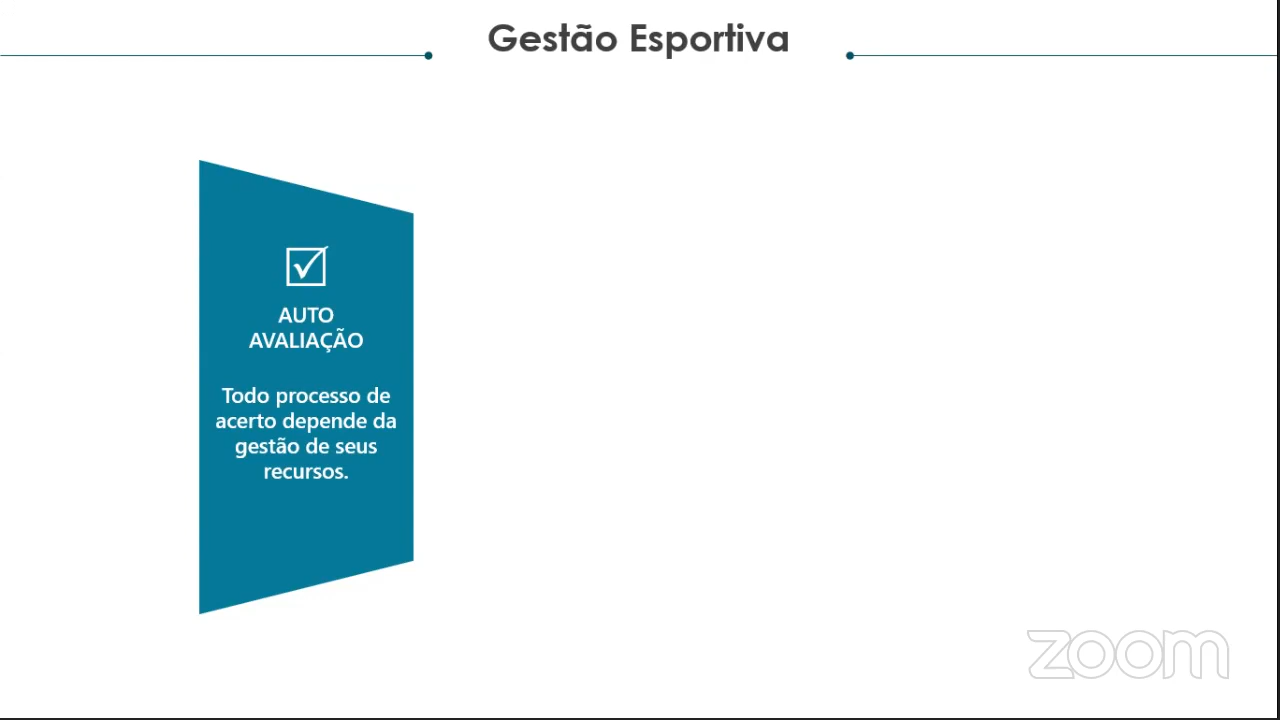 Gestão Esportiva
AUTO
AVALIAÇÃO
Todo processo de
acerto depende da
gestão de seus
recursos.
zoom